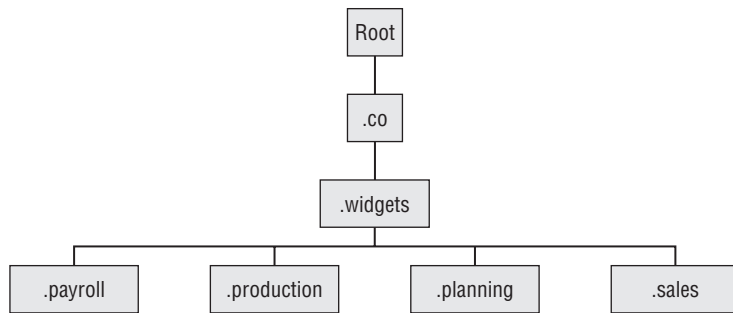 Root
.co
.widgets
.payroll
.production
.planning
.sales